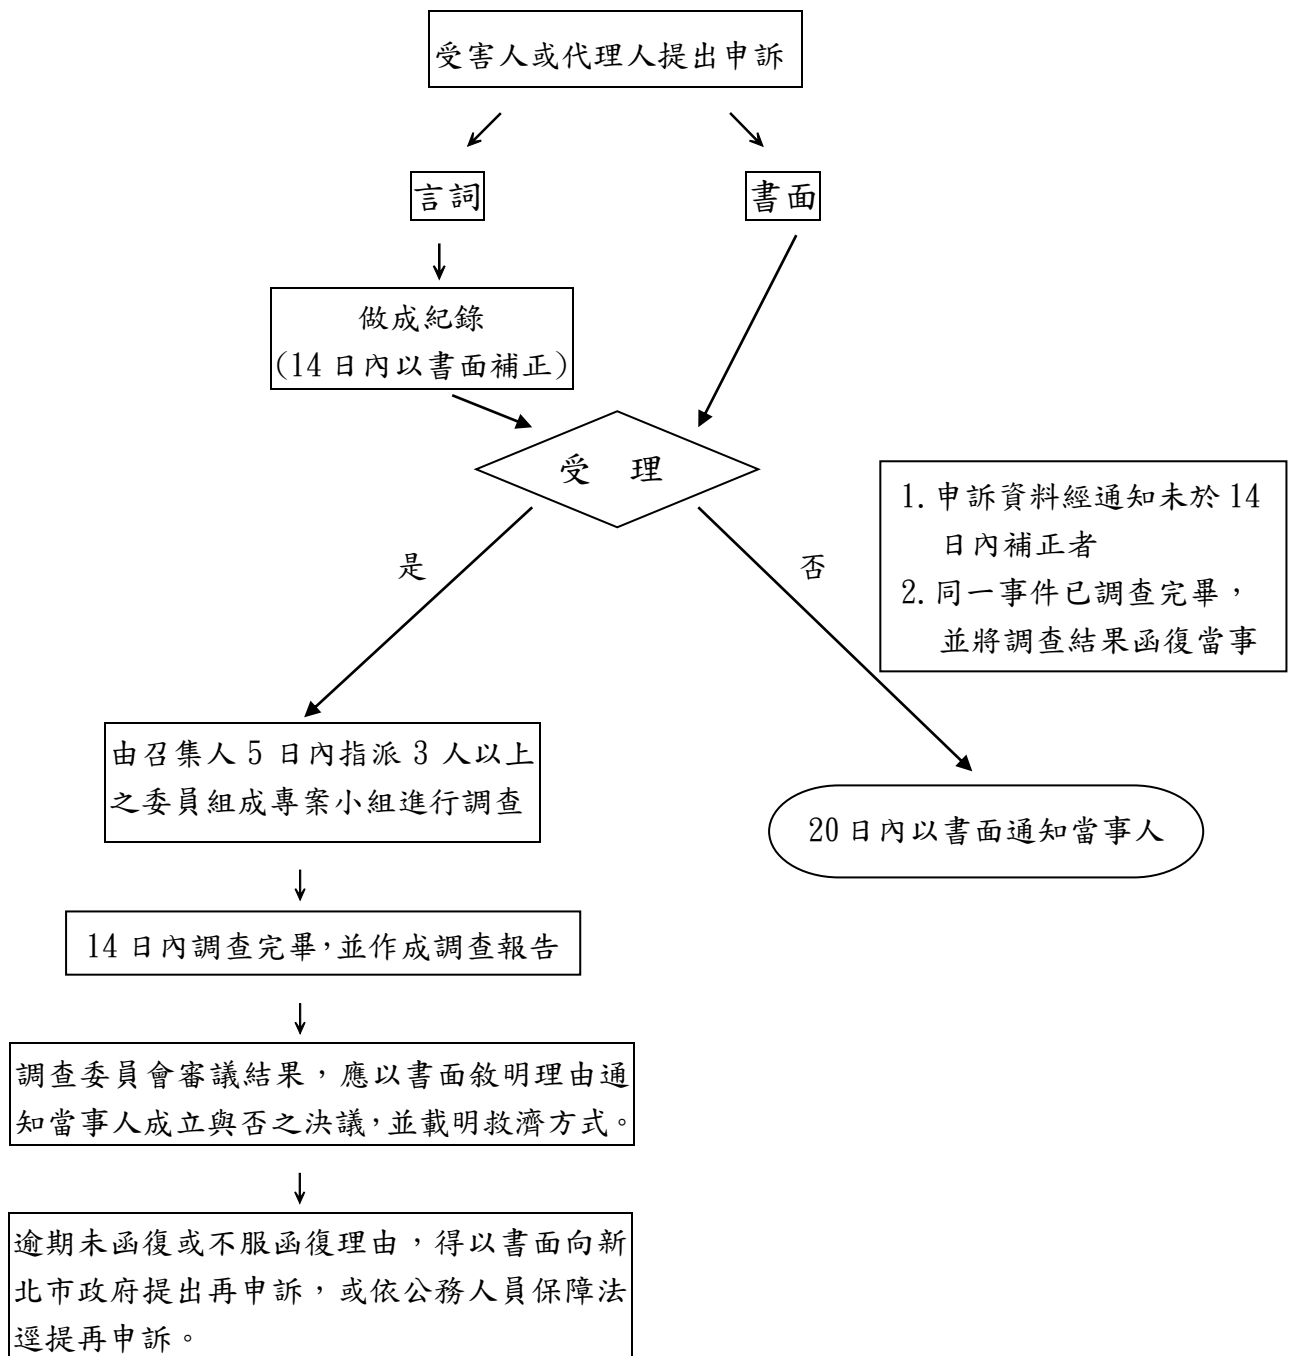 受害人或代理人提出申訴
言詞
書面
做成紀錄
(14日內以書面補正)
受 理
是
否
1.申訴資料經通知未於14
日內補正者
2.同一事件已調查完畢，
並將調查結果函復當事
由召集人5日內指派3人以上
之委員組成專案小組進行調查
20日內以書面通知當事人
14日內調查完畢，並作成調查報告
調查委員會審議結果，應以書面敘明理由通
知當事人成立與否之決議，並載明救濟方式。
逾期未函復或不服函復理由，得以書面向新
北市政府提出再申訴，或依公務人員保障法
逕提再申訴。